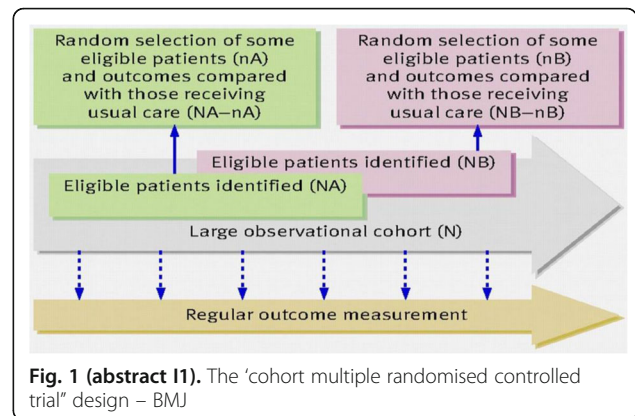 Random selection of some
eligible patients (nA)
and outcomes compared
with those receiving
usual care (NA–nA)
Random selection of some
eligible patients (nB)
and outcomes compared
with those receiving
usual care (NB–nB)
Eligible patients identified (NB)
Eligible patients identified (NA)
Large observational cohort (N)
Regular outcome measurement
Fig. 1 (abstract I1). The ‘cohort multiple randomised controlled
trial” design – BMJ